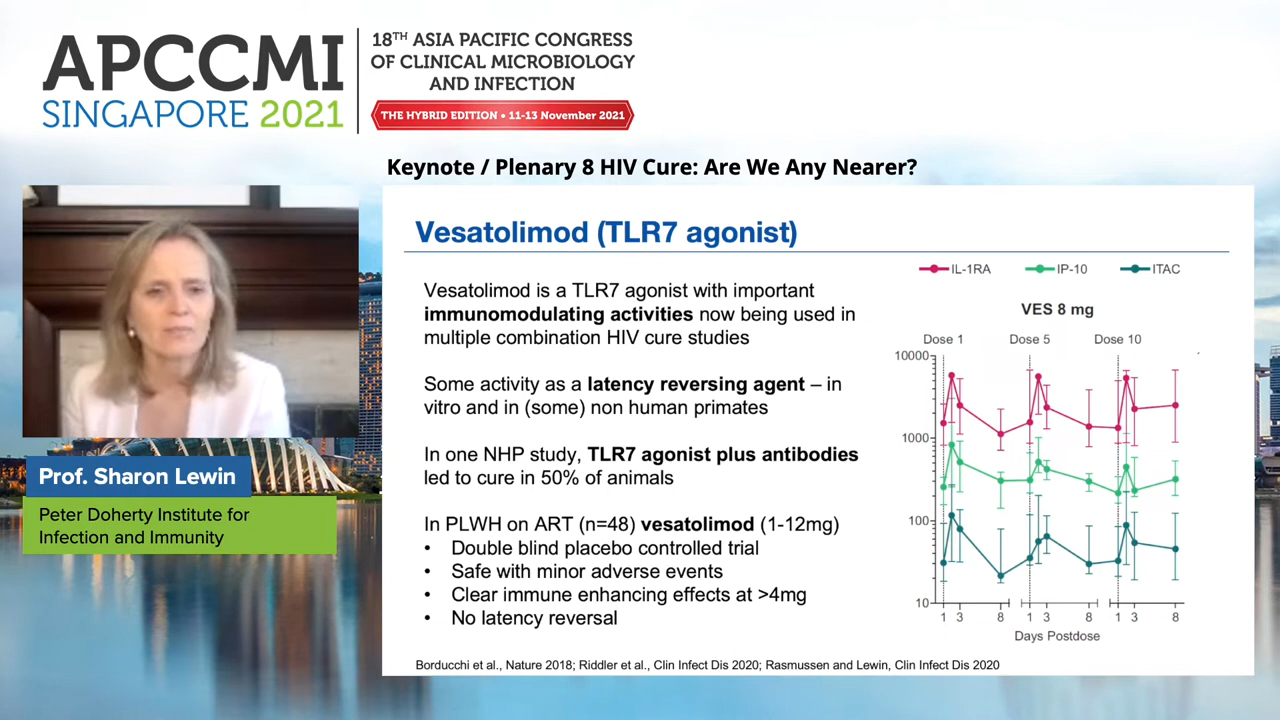 APCCMI
SINGAPORE 2021
18TH ASIA PACIFIC CONGRESS
OF CLINICAL MICROBIOLOGY
AND INFECTION
THE HYBRID EDITION • 11-13 November 2021
Keynote / Plenary 8 HIV Cure: Are We Any Nearer?
Prof. Sharon Lewin
Peter Doherty Institute for
Infection and Immunity
Vesatolimod (TLR7 agonist)
Vesatolimod is a TLR7 agonist with important
immunomodulating activities now being used in
multiple combination HIV cure studies
Some activity as a latency reversing agent – in
vitro and in (some) non human primates
In one NHP study, TLR7 agonist plus antibodies
led to cure in 50% of animals
In PLWH on ART (n=48) vesatolimod (1-12mg)
• Double blind placebo controlled trial
• Safe with minor adverse events
• Clear immune enhancing effects at >4mg
• No latency reversal
IL-1RA IP-10 ITAC
VES 8 mg
Dose 1 Dose 5 Dose 10
10000
1000
100
10
1 3 8 1 3 8 1 3 8
Days Postdose
Borducchi et al., Nature 2018; Riddler et al., Clin Infect Dis 2020; Rasmussen and Lewin, Clin Infect Dis 2020